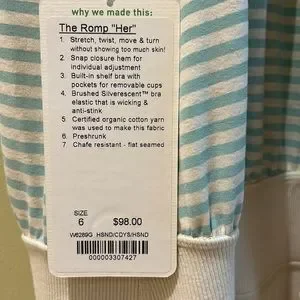 why we made this:
The Romp "Her"
1. Stretch, twist, move & turn
without showing too much skin!
2. Snap closure hem for
individual adjustment
3. Built-in shelf bra with
pockets for removable cups
4. Brushed Silverescent™ bra
elastic that is wicking &
anti-stink
5. Certified organic cotton yarn
was used to make this fabric
6. Preshrunk
7. Chafe resistant - flat seamed
SIZE
6 $98.00
W6289G_HSND/CDYS/HSND
000003307427